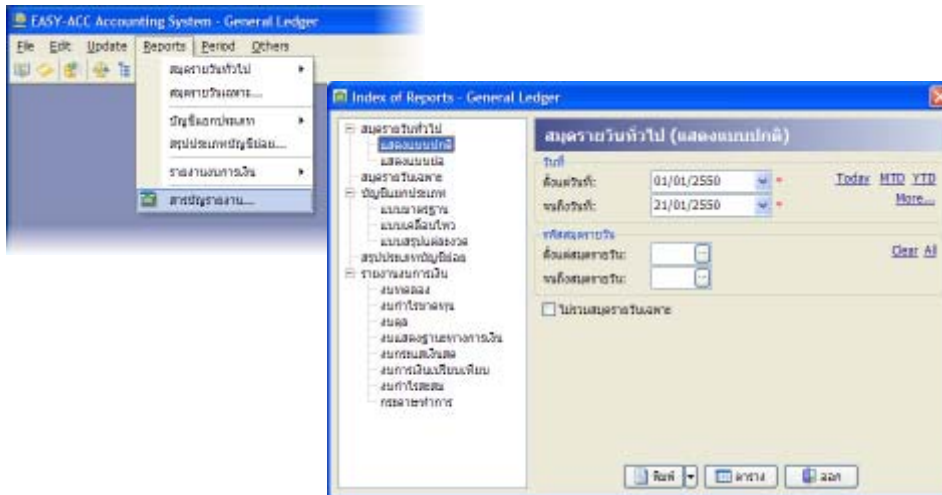 EASY-ACC Accounting System - General Ledger
File Edit Update Reports Period Others
สมุดรายวันทั่วไป
สมุดรายวันเฉพาะ...
บัญชีแยกประเภท
สรุปประเภทบัญชีย่อย...
รายงานงบการเงิน
สารบัญรายงาน...
Index of Reports - General Ledger
สมุดรายวันทั่วไป
แสดงแบบปกติ
แสดงแบบย่อ
สมุดรายวันเฉพาะ
บัญชีแยกประเภท
แบบมาตรฐาน
แบบเคลื่อนไหว
แบบสรุปแต่ละงวด
สรุปประเภทบัญชีย่อย
รายงานงบการเงิน
งบทดลอง
งบกำไรขาดทุน
งบดุล
งบแสดงฐานะทางการเงิน
งบกระแสเงินสด
งบการเงินเปรียบเทียบ
งบกำไรสะสม
กระดาษทำการ
สมุดรายวันทั่วไป (แสดงแบบปกติ)
วันที่
ตั้งแต่วันที่: 01/01/2550 * Today MTD YTD
จนถึงวันที่: 21/01/2550 * More...
รหัสสมุดรายวัน
ตั้งแต่สมุดรายวัน: Clear All
จนถึงสมุดรายวัน:
ไม่รวมสมุดรายวันเฉพาะ
พิมพ์ ตาราง ออก